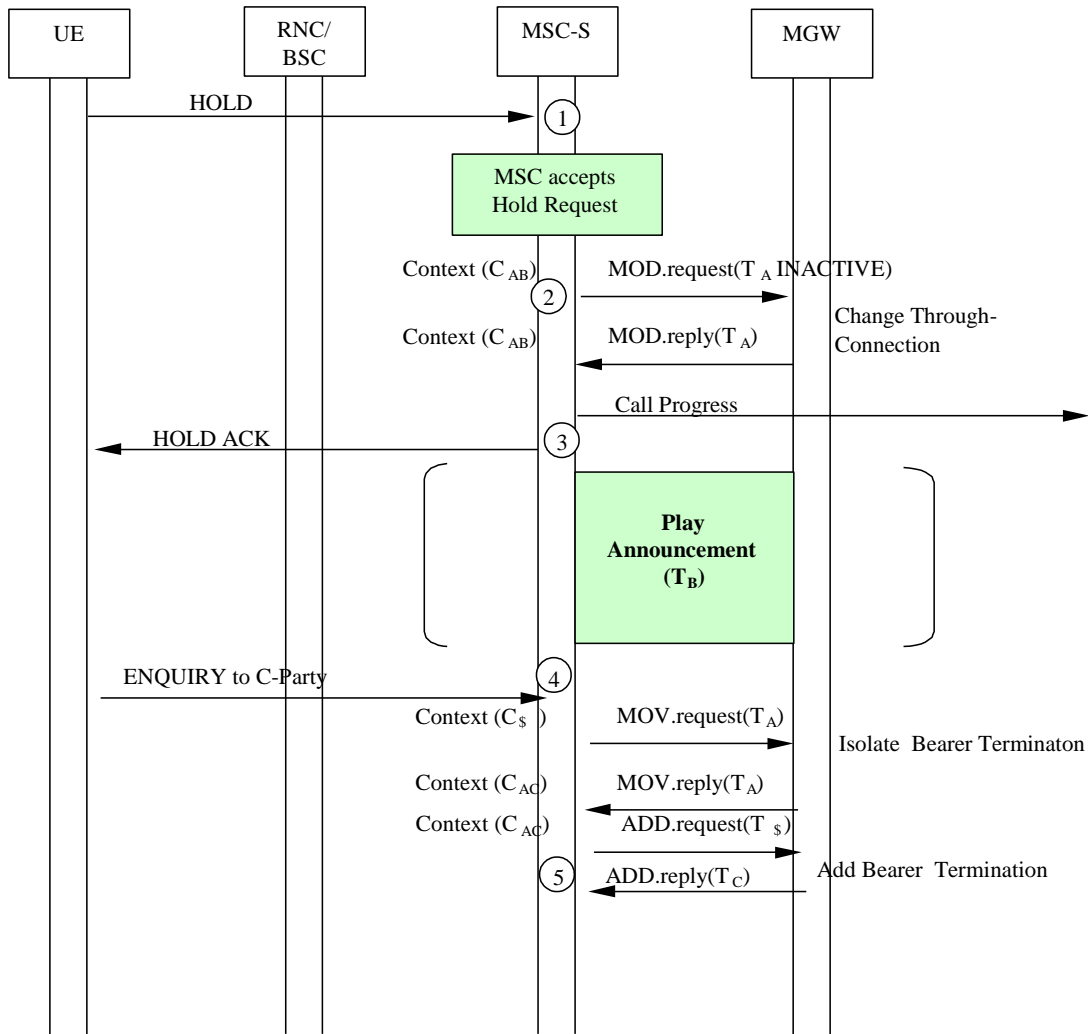 UE
RNC/
BSC
MSC-S
MGW
HOLD
1
MSC accepts
Hold Request
Context (C AB)
MOD.request(T A INACTIVE)
2
Change Through-
Connection
Context (C AB)
MOD.reply(T A)
Call Progress
HOLD ACK
3
Play
Announcement
(T B)
ENQUIRY to C-Party
4
Context (C $ )
MOV.request(T A)
Isolate Bearer Terminaton
Context (C AC)
MOV.reply(T A)
Context (C AC)
ADD.request(T $)
5
ADD.reply(T C)
Add Bearer Termination